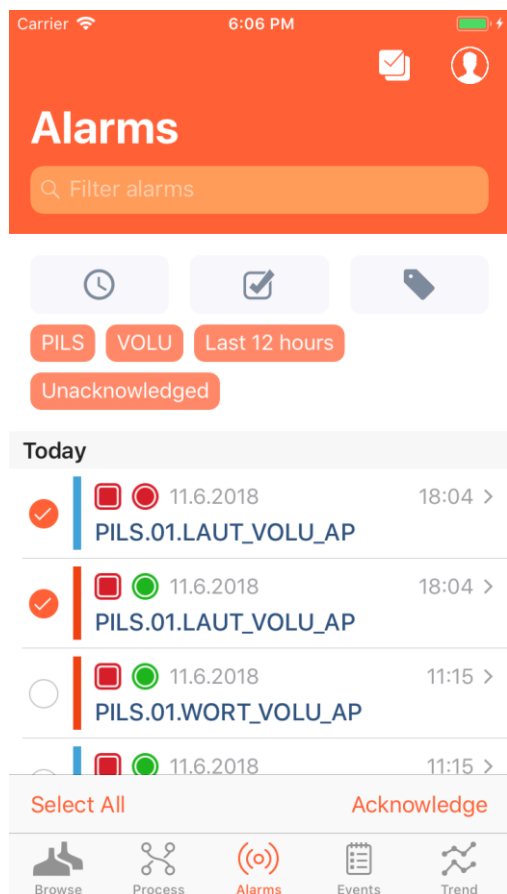 Carrier 6:06 PM
Alarms
Filter alarms
PILS VOLU Last 12 hours
Unacknowledged
Today
11.6.2018 18:04
PILS.01.LAUT_VOLU_AP
11.6.2018 18:04
PILS.01.LAUT_VOLU_AP
11.6.2018 11:15
PILS.01.WORT_VOLU_AP
11.6.2018 11:15
Select All Acknowledge
Browse Process Alarms Events Trend